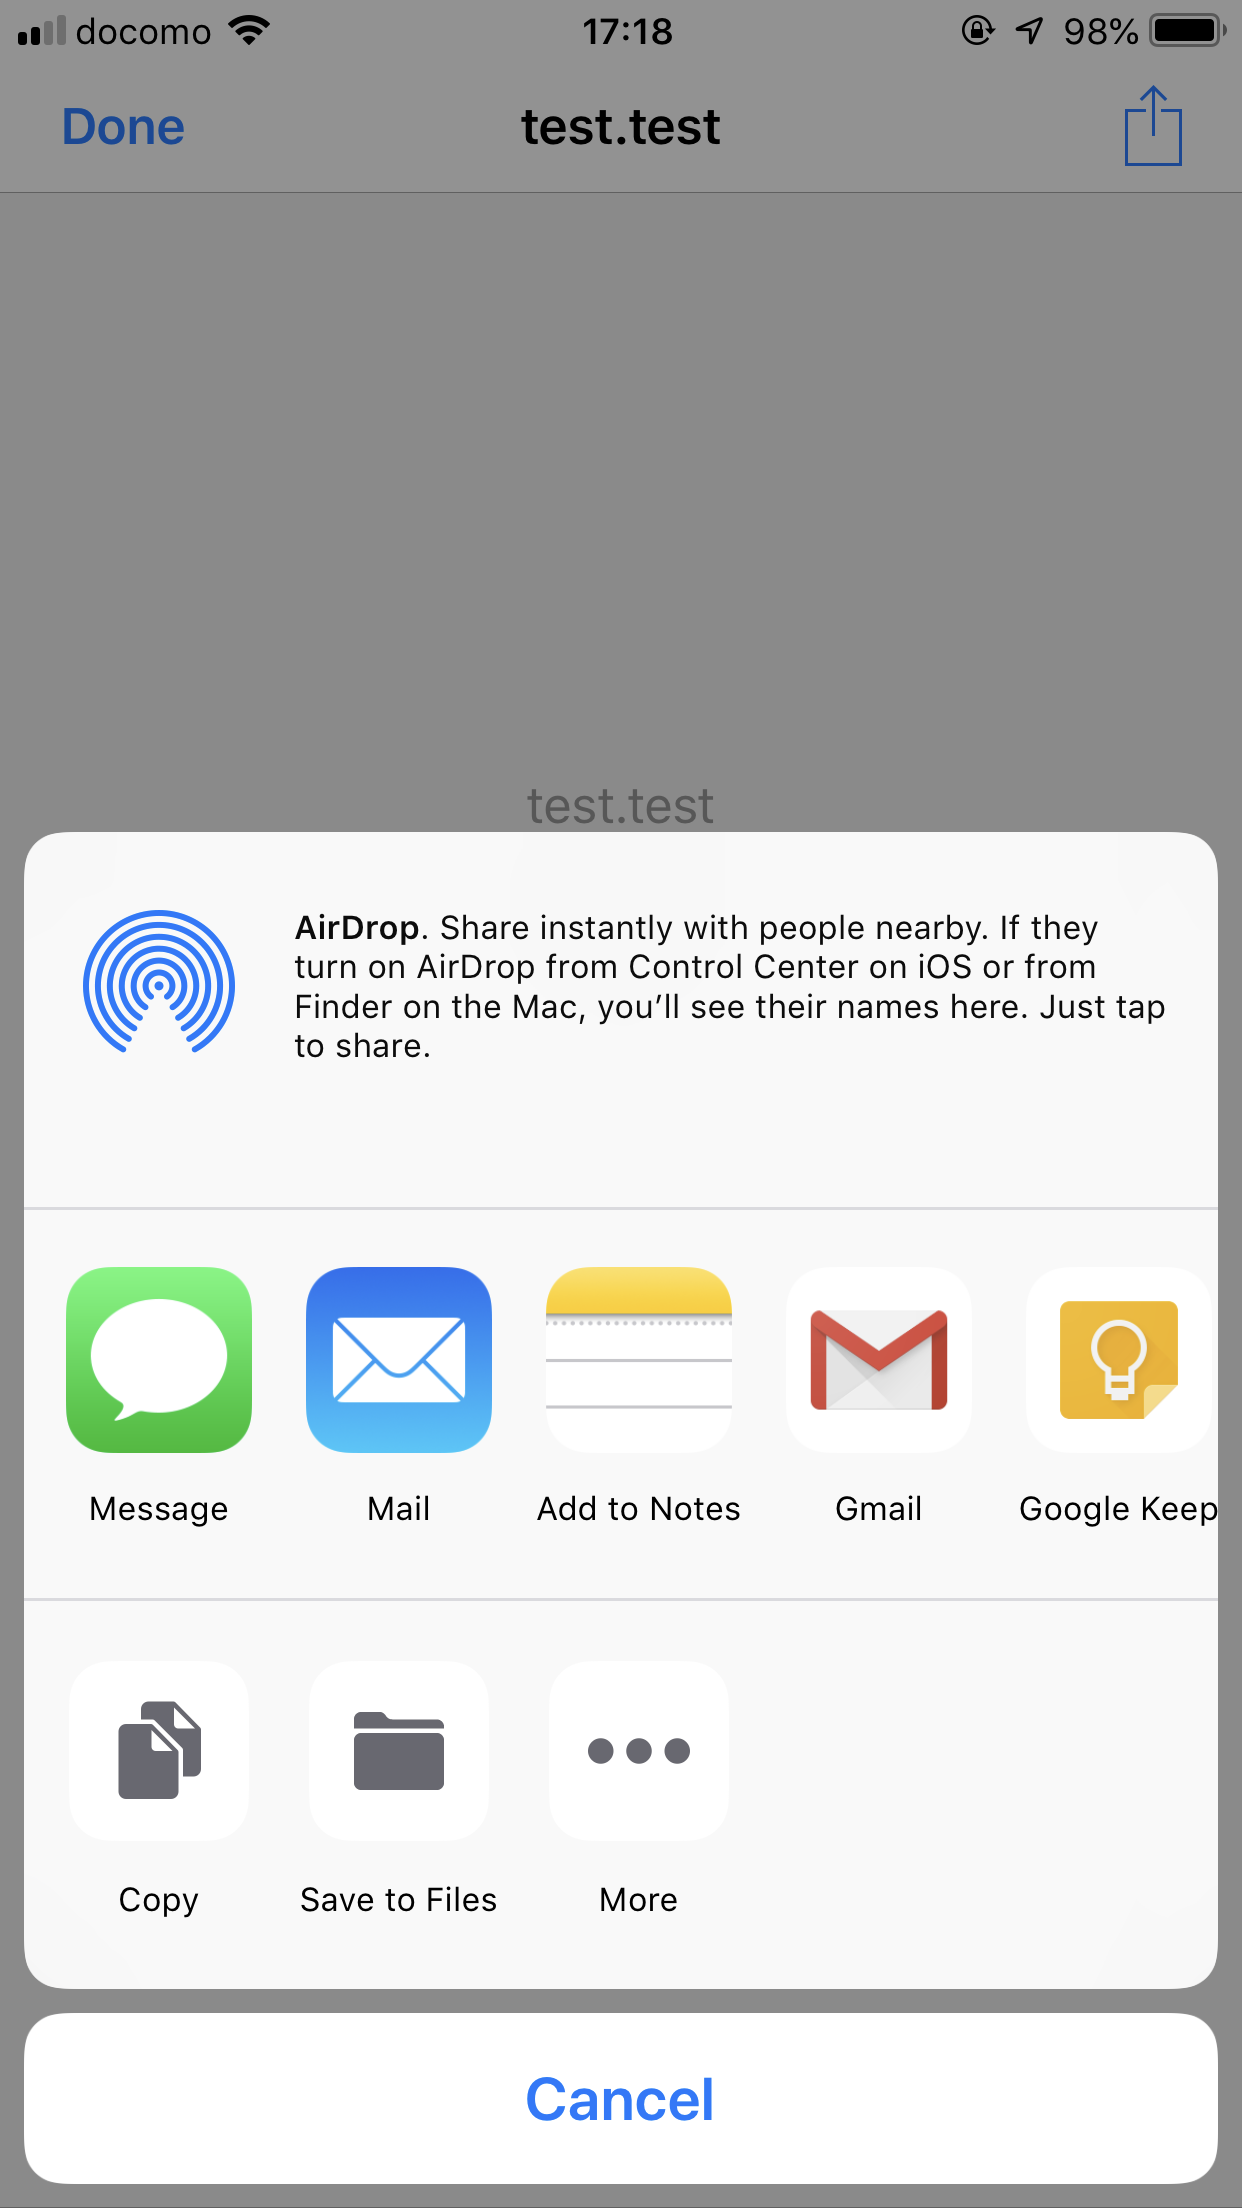 docomo 17:18 98%
Done test.test
test.test
AirDrop. Share instantly with people nearby. If they
turn on AirDrop from Control Center on iOS or from
Finder on the Mac, you’ll see their names here. Just tap
to share.
Message Mail Add to Notes Gmail Google Keep
Copy Save to Files More
Cancel